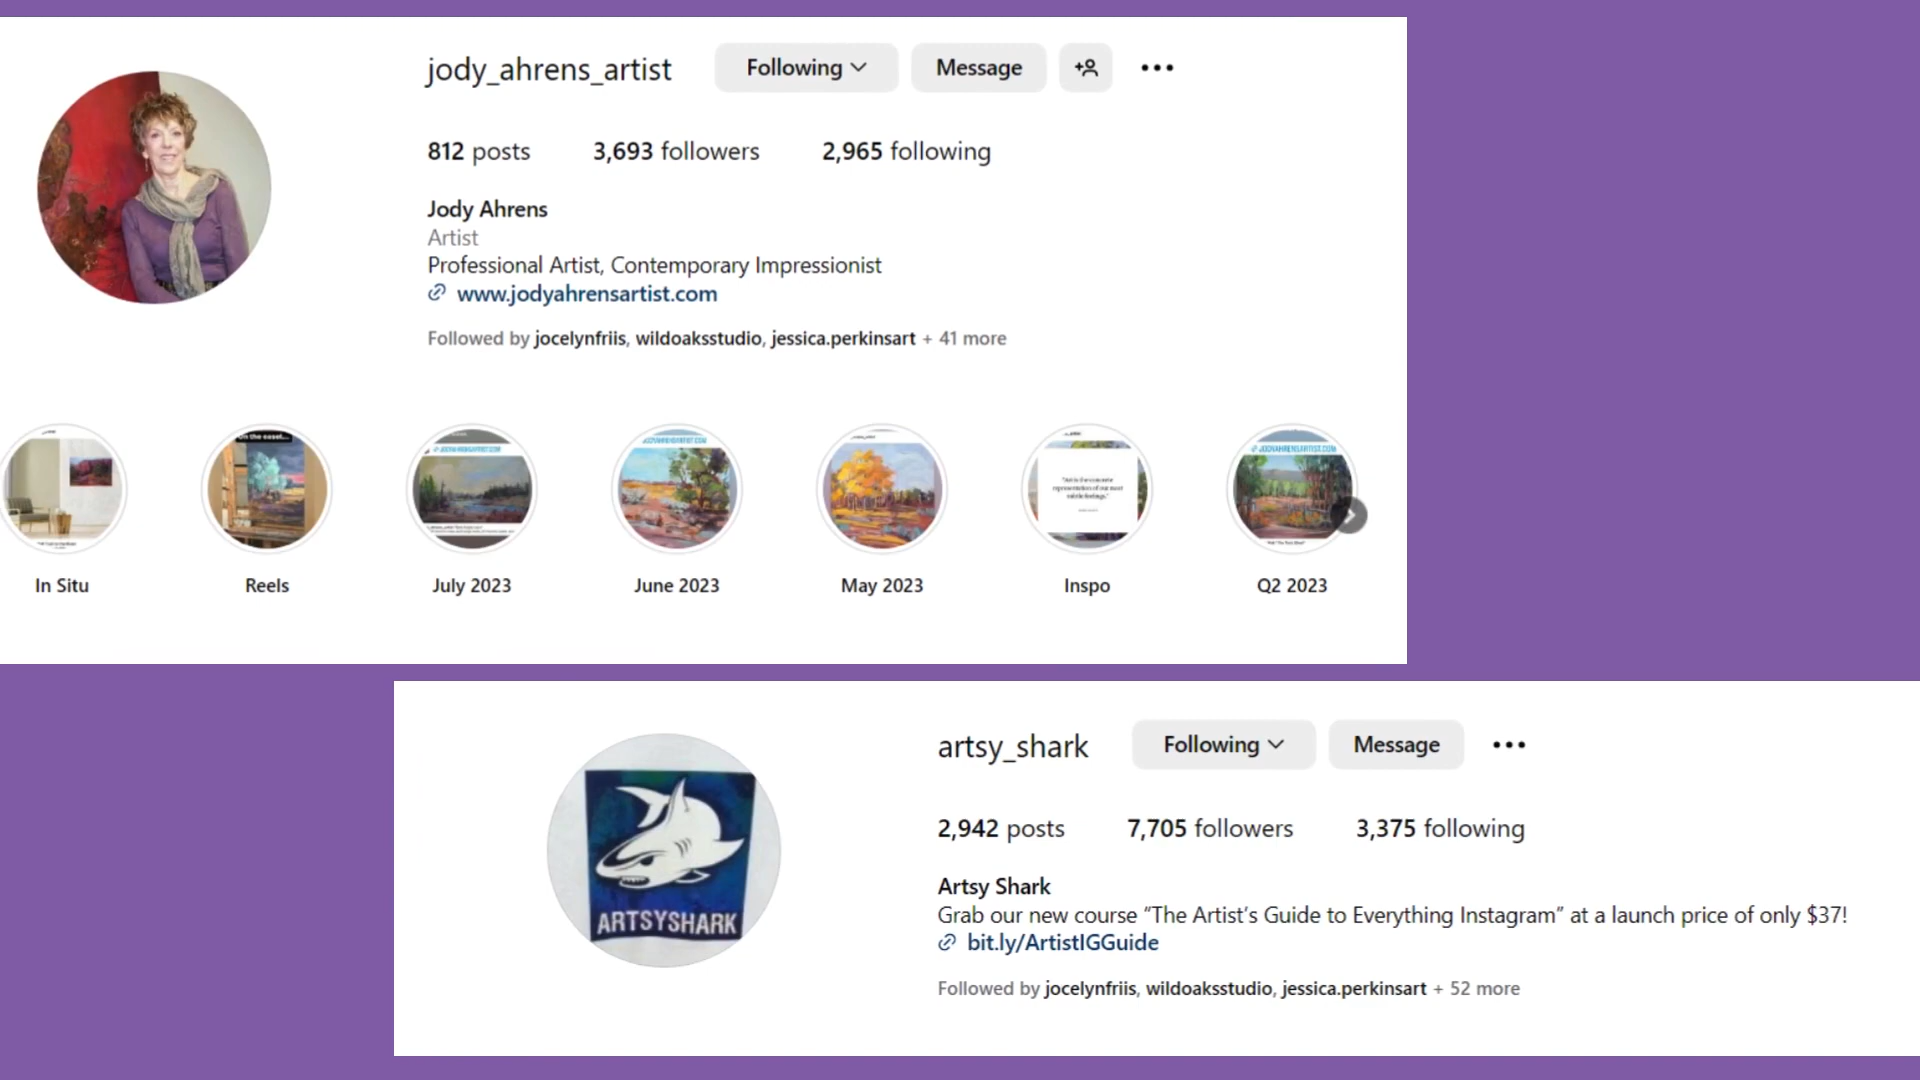 jody_ahrens_artist Following Message
812 posts 3,693 followers 2,965 following
Jody Ahrens
Artist
Professional Artist, Contemporary Impressionist
www.jodyahrensartist.com
Followed by jocelynfriis, wildoaksstudio, jessica.perkinsart + 41 more
In Situ Reels July 2023 June 2023 May 2023 Inspo Q2 2023
artsy_shark Following Message
2,942 posts 7,705 followers 3,375 following
Artsy Shark
Grab our new course “The Artist’s Guide to Everything Instagram” at a launch price of only $37!
bit.ly/ArtistIGGuide
Followed by jocelynfriis, wildoaksstudio, jessica.perkinsart + 52 more
ARTSYSHARK